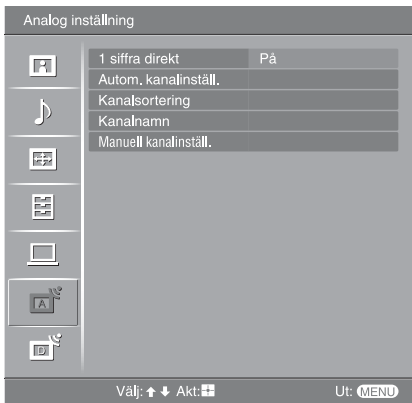 Analog inställning
1 siffra direkt På
Autom. kanalinställ.
Kanalsortering
Kanalnamn
Manuell kanalinställ.
A
D
Välj: Akt: Ut: MENU